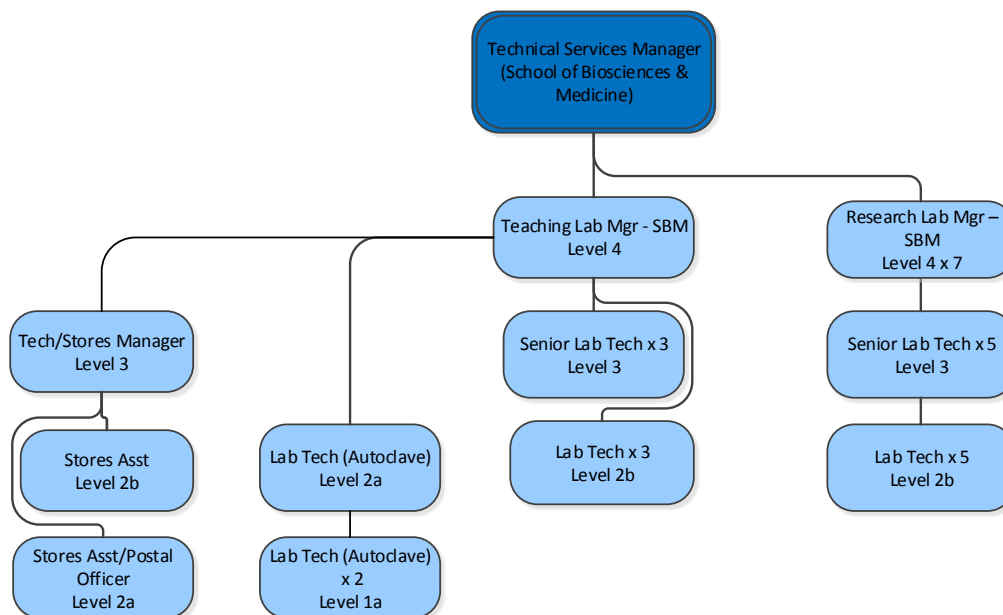 Technical Services Manager
(School of Biosciences &
Medicine)
Teaching Lab Mgr - SBM
Level 4
Research Lab Mgr –
SBM
Level 4 x 7
Tech/Stores Manager
Level 3
Senior Lab Tech x 3
Level 3
Senior Lab Tech x 5
Level 3
Stores Asst
Level 2b
Lab Tech (Autoclave)
Level 2a
Lab Tech x 3
Level 2b
Lab Tech x 5
Level 2b
Stores Asst/Postal
Officer
Level 2a
Lab Tech (Autoclave)
x 2
Level 1a